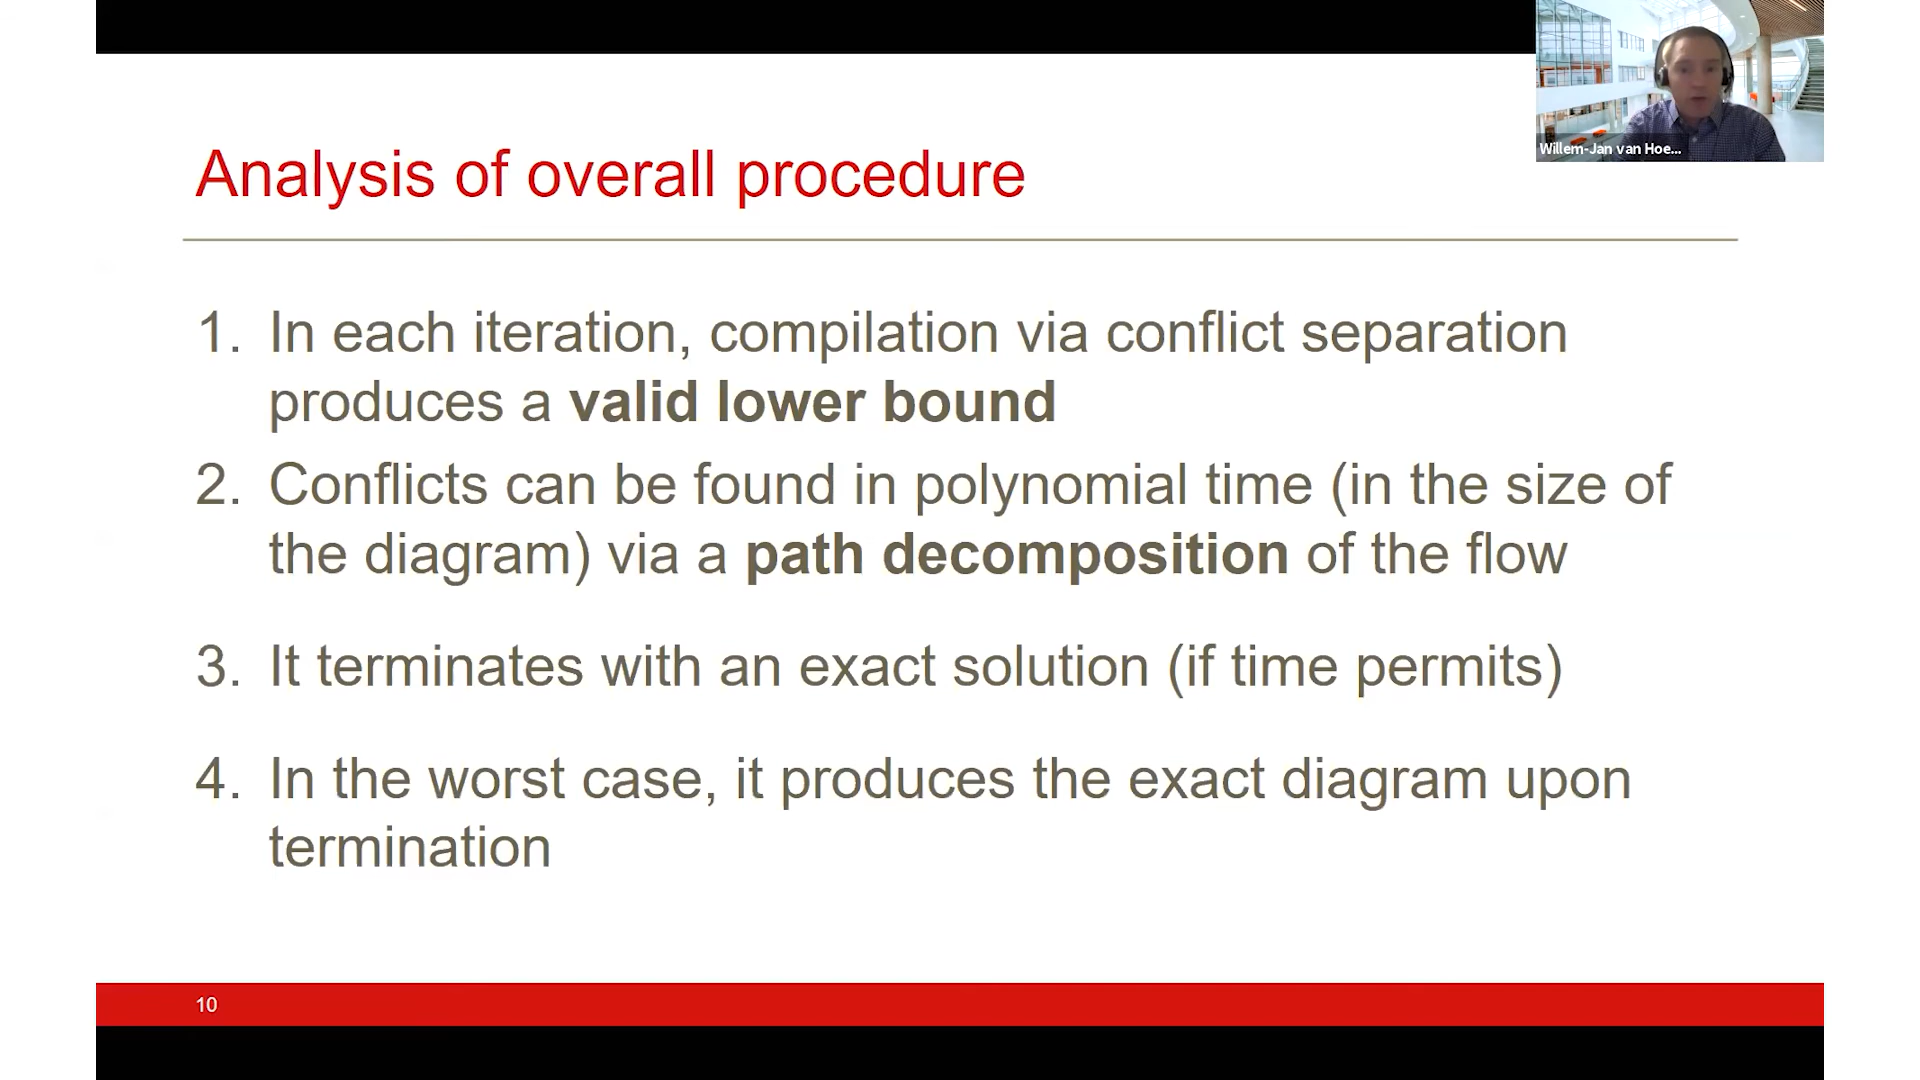 Willem-Jan van Hoe...
Analysis of overall procedure
1. In each iteration, compilation via conflict separation
produces a valid lower bound
2. Conflicts can be found in polynomial time (in the size of
the diagram) via a path decomposition of the flow
3. It terminates with an exact solution (if time permits)
4. In the worst case, it produces the exact diagram upon
termination
10